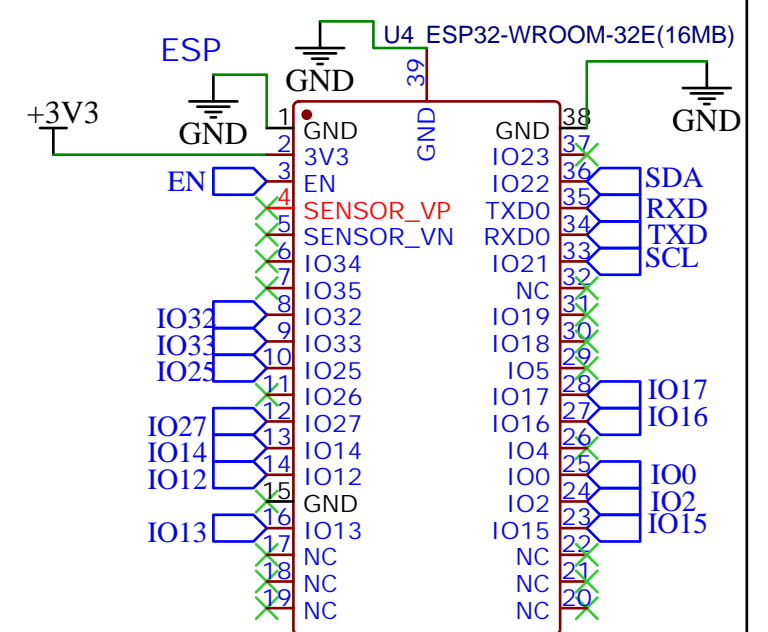 ESP
U4 ESP32-WROOM-32E(16MB)
GND
39
GND
+3V3
GND
GND
1 GND
2 3V3
EN 3 EN
4 SENSOR_VP
5 SENSOR_VN
6 IO34
7 IO35
IO32 8 IO32
IO33 9 IO33
IO25 10 IO25
11 IO26
IO27 12 IO27
IO14 13 IO14
IO12 14 IO12
15 GND
IO13 16 IO13
17 NC
18 NC
19 NC
GND 38
IO23 37
IO22 36 SDA
TXD0 35 RXD
RXD0 34 TXD
IO21 33 SCL
NC 32
IO19 31
IO18 30
IO5 29
IO17 28 IO17
IO16 27 IO16
IO4 26
IO0 25 IO0
IO2 24 IO2
IO15 23 IO15
NC 22
NC 21
NC 20